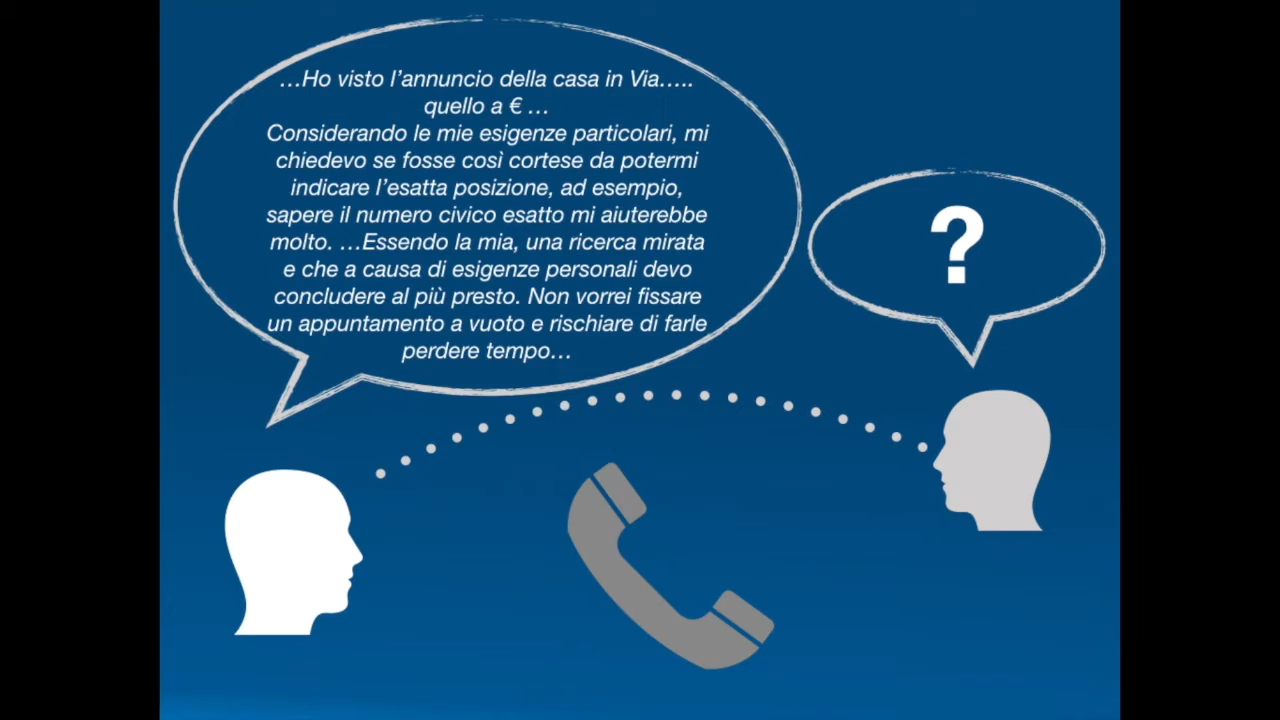 …Ho visto l’annuncio della casa in Via…..
quello a € …
Considerando le mie esigenze particolari, mi
chiedevo se fosse così cortese da potermi
indicare l’esatta posizione, ad esempio,
sapere il numero civico esatto mi aiuterebbe
molto. …Essendo la mia, una ricerca mirata
e che a causa di esigenze personali devo
concludere al più presto. Non vorrei fissare
un appuntamento a vuoto e rischiare di farle
perdere tempo…
?